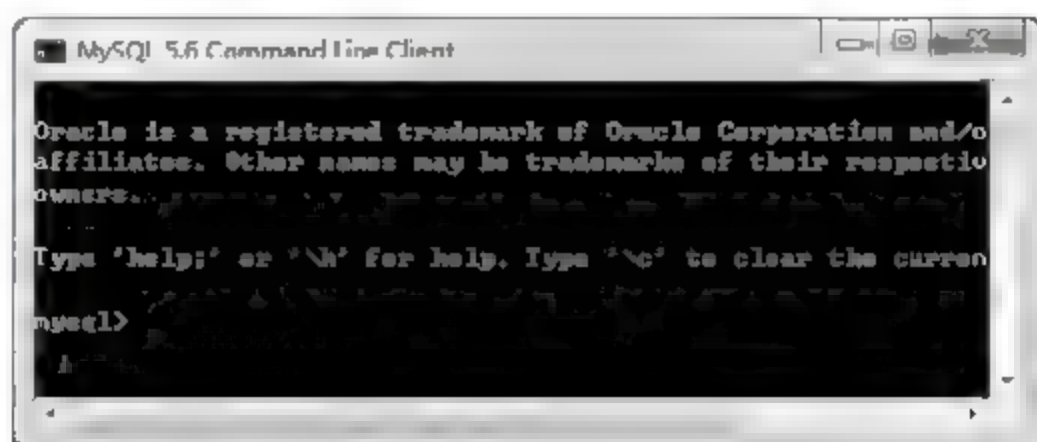 MySQL 5.6 Command Line Client
Oracle is a registered trademark of Oracle Corporation and/o
affiliates. Other names may be trademarks of their respectiv
owners.
Type 'help;' or '\h' for help. Type '\c' to clear the curren
mysql>